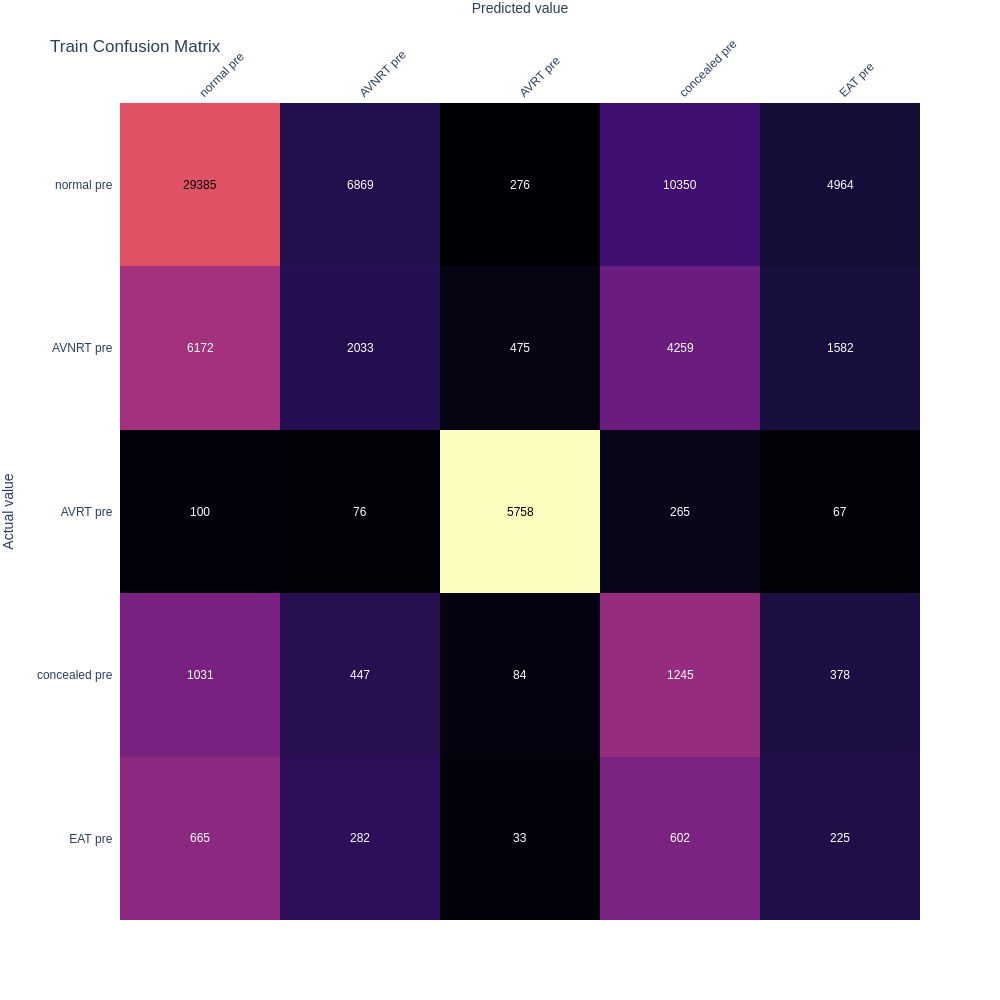 Predicted value
Train Confusion Matrix
normal pre
AVNRT pre
AVRT pre
concealed pre
EAT pre
normal pre 29385 6869 276 10350 4964
AVNRT pre 6172 2033 475 4259 1582
Actual value
AVRT pre 100 76 5758 265 67
concealed pre 1031 447 84 1245 378
EAT pre 665 282 33 602 225